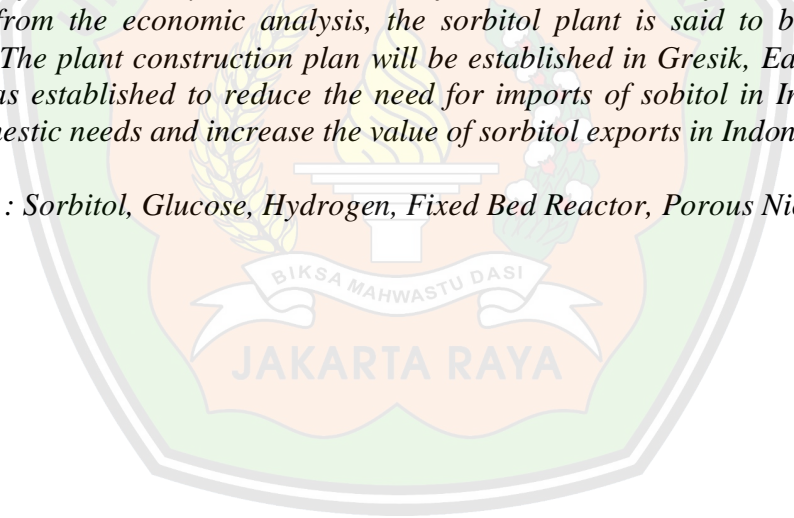 from the economic analysis, the sorbitol plant is said to b
The plant construction plan will be established in Gresik, Ea
as established to reduce the need for imports of sobitol in I
nestic needs and increase the value of sorbitol exports in Indon
: Sorbitol, Glucose, Hydrogen, Fixed Bed Reactor, Porous Ni
BIKSA MAHWASTU DASI
JAKARTA RAYA